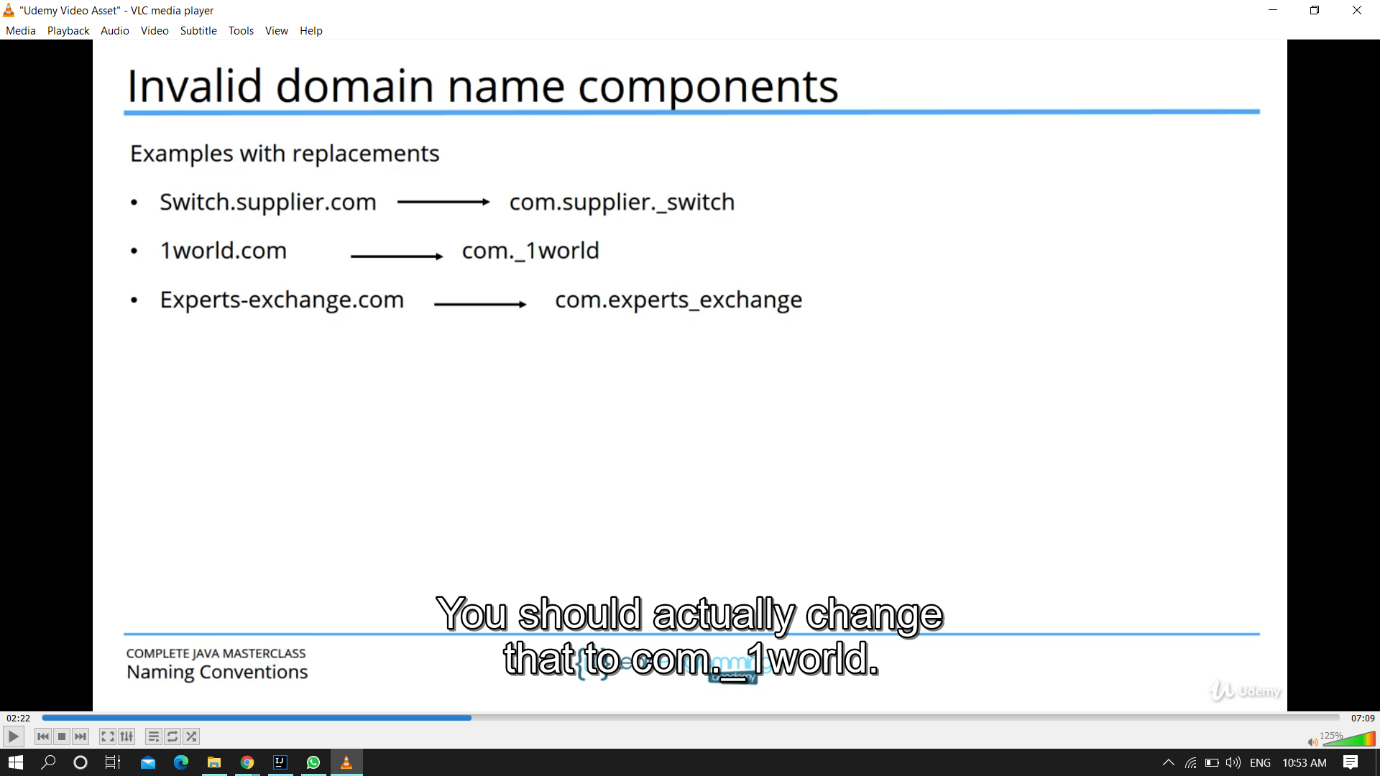 "Udemy Video Asset" - VLC media player
Media Playback Audio Video Subtitle Tools View Help
Invalid domain name components
Examples with replacements
• Switch.supplier.com com.supplier._switch
• 1world.com com._1world
• Experts-exchange.com com.experts_exchange
You should actually change
that to com._1world.
COMPLETE JAVA MASTERCLASS
Naming Conventions
Udemy
02:22 07:09
125%
ENG 10:53 AM